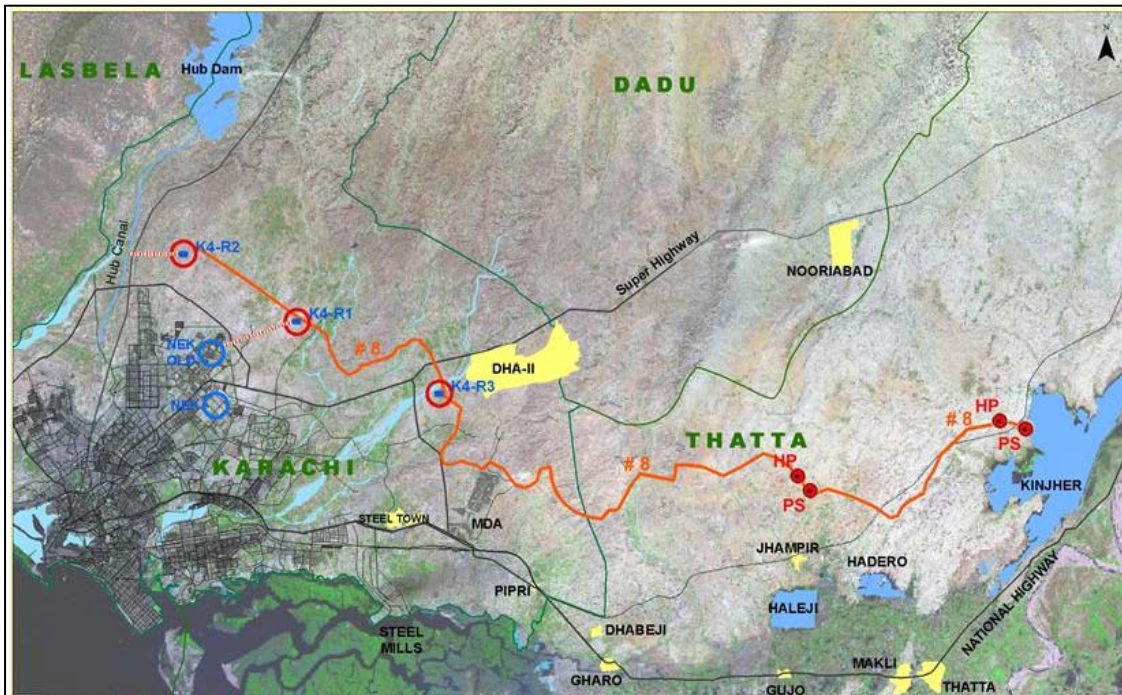 N
LASBELA
Hub Dam
DADU
Hub Canal
K4-R2
Super Highway
NOORIABAD
K4-R1
NEK
OLD
# 8
DHA-II
K4-R3
NEK
HP
# 8
PS
THATTA
KARACHI
# 8
HP
KINJHER
PS
STEEL TOWN
MDA
JHAMPIR
HADERO
NATIONAL HIGHWAY
PIPRI
HALEJI
DHABEJI
STEEL
MILLS
GHARO
GUJO
MAKLI
THATTA